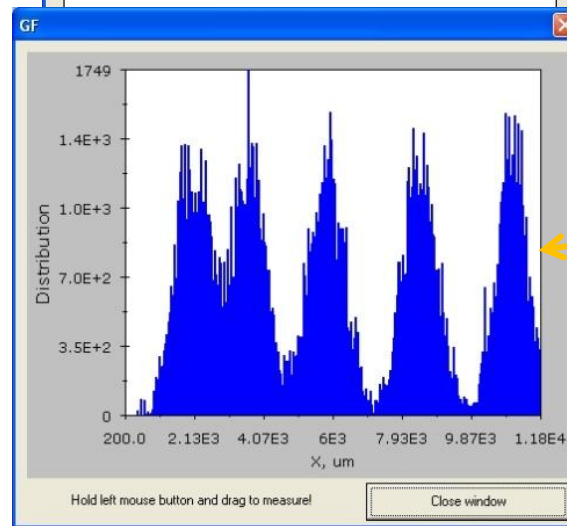 GF
1749
1.4E+3
1.0E+3
7.0E+2
3.5E+2
0
Distribution
200.0 2.13E3 4.07E3 6E3 7.93E3 9.87E3 1.18E4
X, um
Hold left mouse button and drag to measure!
Close window